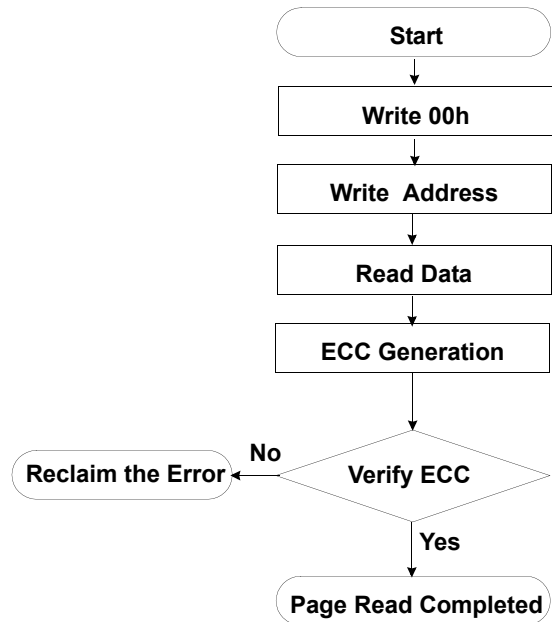 Start
Write 00h
Write Address
Read Data
ECC Generation
Verify ECC
No
Reclaim the Error
Yes
Page Read Completed